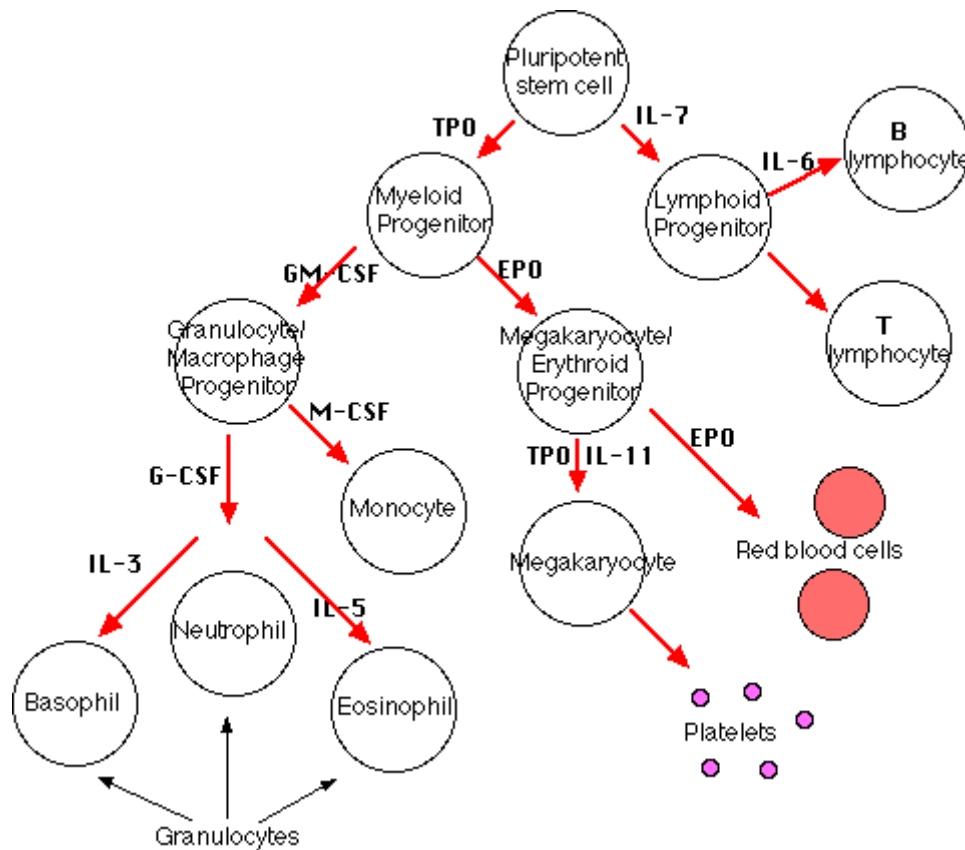 Pluripotent
stem cell
TPO
IL-7
B
lymphocyte
IL-6
Myeloid
Progenitor
Lymphoid
Progenitor
GM-CSF
EPO
T
lymphocyte
Granulocyte/
Macrophage
Progenitor
Megakaryocyte/
Erythroid
Progenitor
M-CSF
EPO
G-CSF
TPO
IL-11
Monocyte
Red blood cells
IL-3
Megakaryocyte
IL-5
Neutrophil
Basophil
Eosinophil
Platelets
Granulocytes